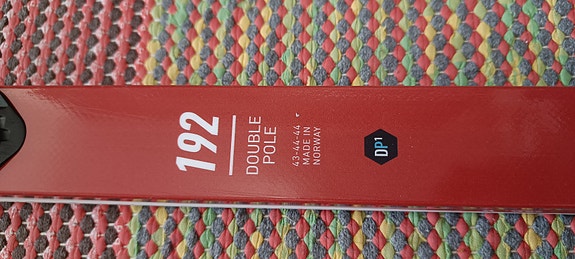 192
DOUBLE
POLE
43-44-44
MADE IN
NORWAY
DP1